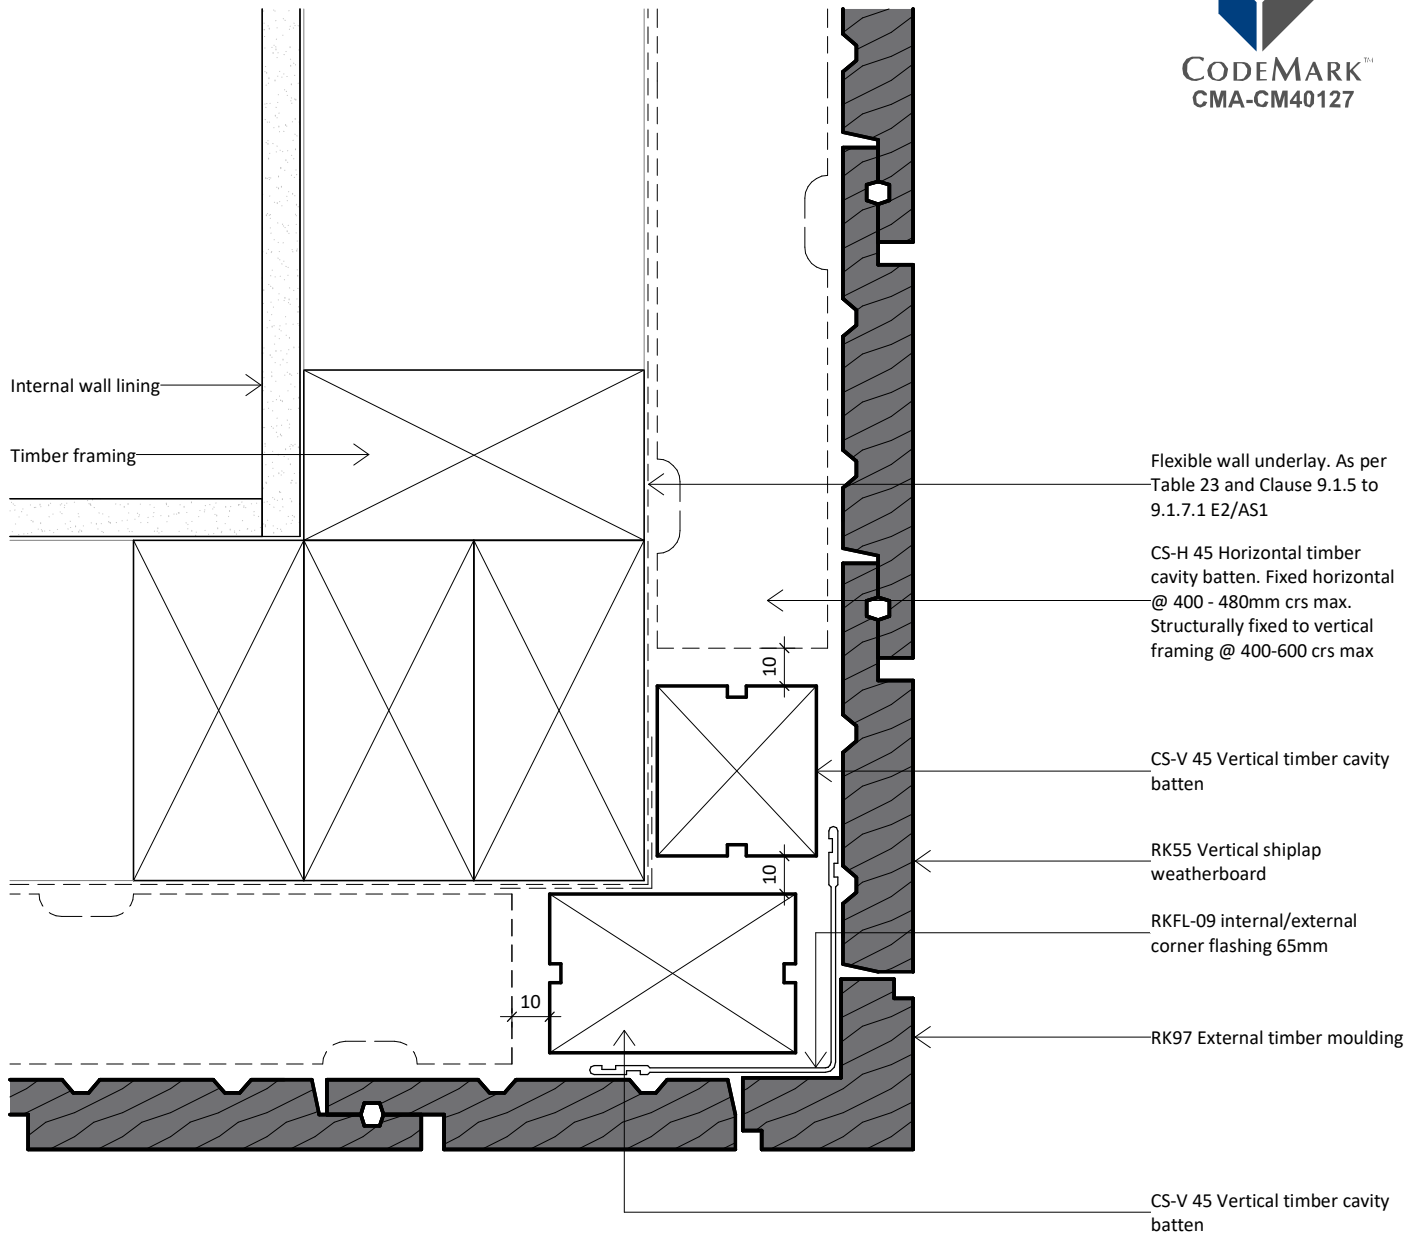 CODEMARK™
CMA-CM40127
Internal wall lining
Timber framing
Flexible wall underlay. As per
Table 23 and Clause 9.1.5 to
9.1.7.1 E2/AS1
CS-H 45 Horizontal timber
cavity batten. Fixed horizontal
@ 400 - 480mm crs max.
Structurally fixed to vertical
framing @ 400-600 crs max
10
CS-V 45 Vertical timber cavity
batten
RK55 Vertical shiplap
weatherboard
10
RKFL-09 internal/external
corner flashing 65mm
10
RK97 External timber moulding
CS-V 45 Vertical timber cavity
batten